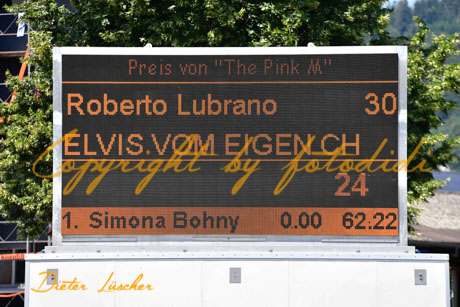 Preis von "The Pink M"
Roberto Lubrano 30
ELVIS VOM EIGEN CH
Copyright by fotodidi
24
1. Simona Bohny 0.00 62.22
Dieter Lüscher